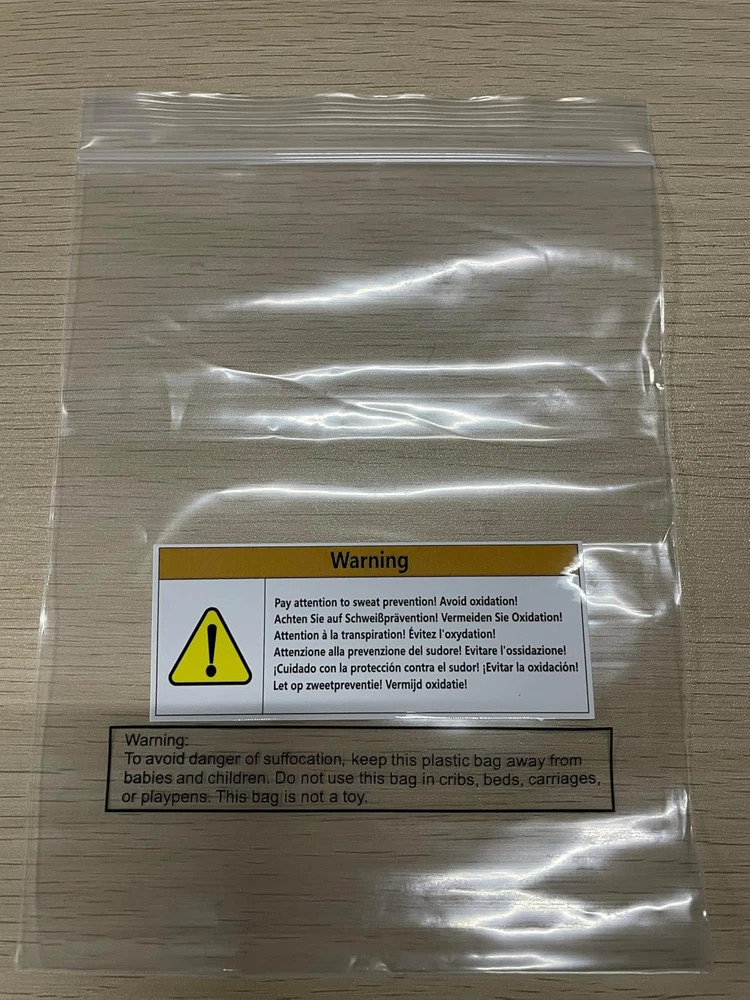 Warning
Pay attention to sweat prevention! Avoid oxidation!
Achten Sie auf Schweißprävention! Vermeiden Sie Oxidation!
Attention à la transpiration! Évitez l'oxydation!
Attenzione alla prevenzione del sudore! Evitare l'ossidazione!
¡Cuidado con la protección contra el sudor! ¡Evitar la oxidación!
Let op zweetpreventie! Vermijd oxidatie!
Warning:
To avoid danger of suffocation, keep this plastic bag away from
babies and children. Do not use this bag in cribs, beds, carriages,
or playpens. This bag is not a toy.